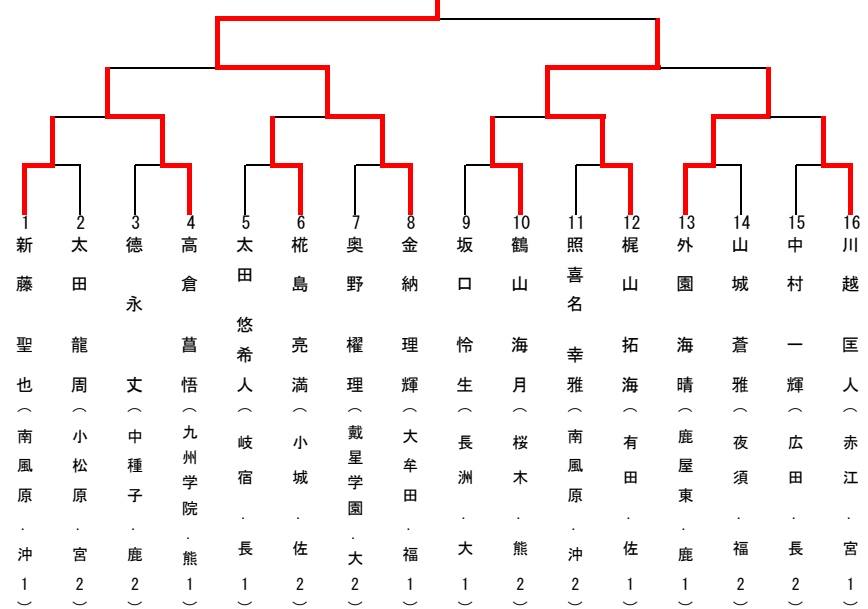 1 新藤聖也（南風原・沖1）
2 太田龍周（小松原・宮2）
3 德永丈（中種子・鹿2）
4 高倉菖悟（九州学院・熊1）
5 太田悠希人（岐宿・長1）
6 椛島亮満（小城・佐2）
7 奥野櫂理（戴星学園・大2）
8 金納理輝（大牟田・福1）
9 坂口怜生（長洲・大1）
10 鶴山海月（桜木・熊2）
11 照喜名幸雅（南風原・沖2）
12 梶山拓海（有田・佐1）
13 外園海晴（鹿屋東・鹿1）
14 山城蒼雅（夜須・福2）
15 中村一輝（広田・長2）
16 川越匡人（赤江・宮1）